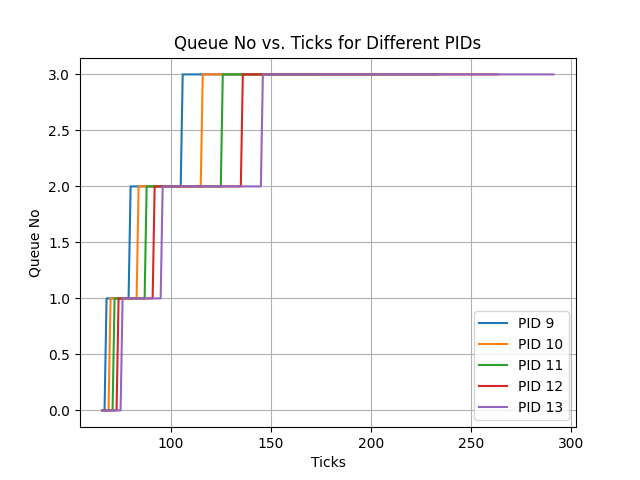 Queue No vs. Ticks for Different PIDs
3.0
2.5
2.0
1.5
1.0
0.5
0.0
Queue No
PID 9
PID 10
PID 11
PID 12
PID 13
100 150 200 250 300
Ticks